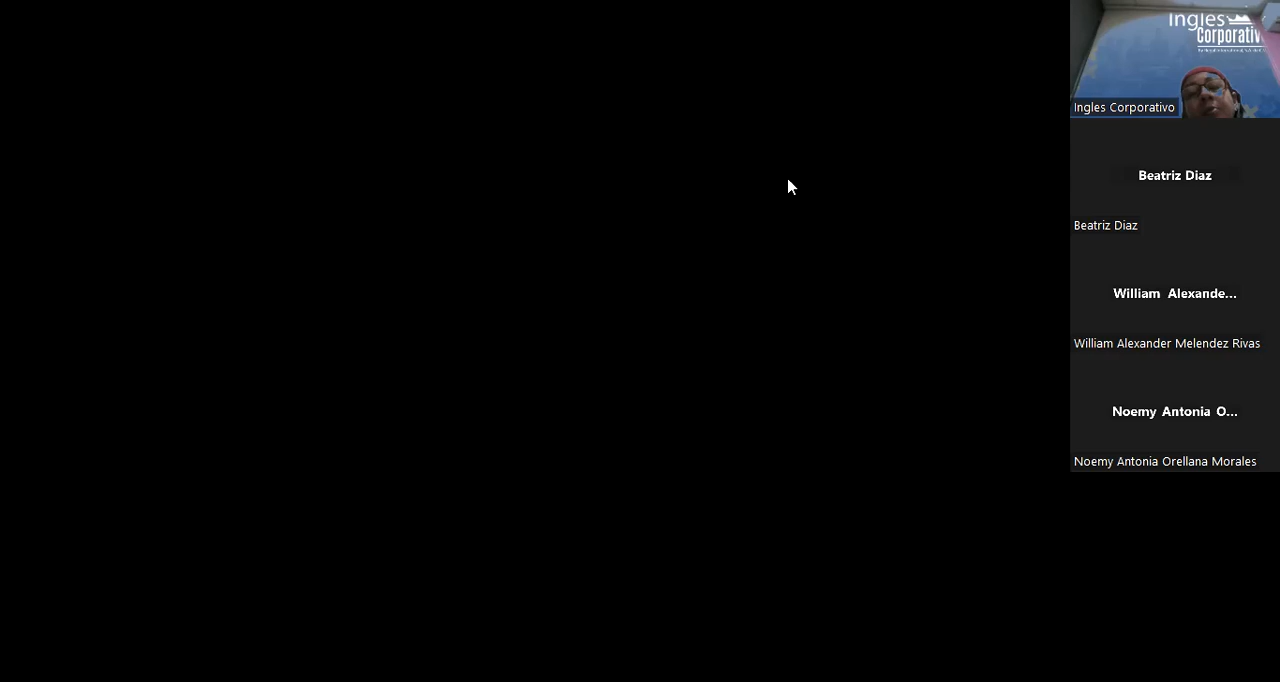 Ingles
Corporativ
Ingles Corporativo
Beatriz Diaz
Beatriz Diaz
William Alexande...
William Alexander Melendez Rivas
Noemy Antonia O...
Noemy Antonia Orellana Morales